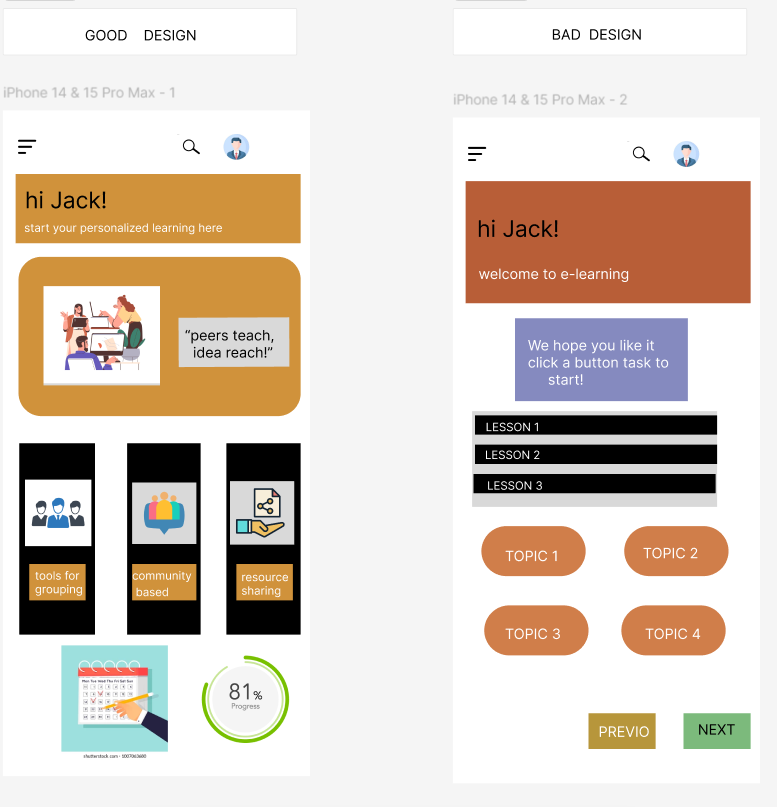 GOOD DESIGN
BAD DESIGN
iPhone 14 & 15 Pro Max - 1
hi Jack!
start your personalized learning here
“peers teach,
idea reach!”
tools for
grouping
community
based
resource
sharing
Mon Tue Wed Thu Fri Sat Sun
81%
Progress
shutterstock.com · 1007063680
iPhone 14 & 15 Pro Max - 2
hi Jack!
welcome to e-learning
We hope you like it
click a button task to
start!
LESSON 1
LESSON 2
LESSON 3
TOPIC 1
TOPIC 2
TOPIC 3
TOPIC 4
PREVIO
NEXT